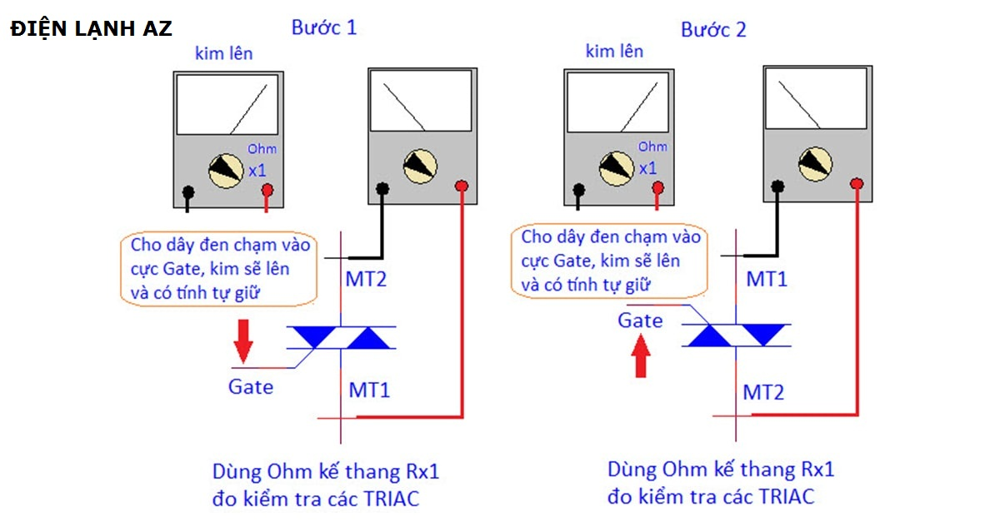 ĐIỆN LẠNH AZ
Bước 1
kim lên
Ohm
x1
Cho dây đen chạm vào
cực Gate, kim sẽ lên
và có tính tự giữ
MT2
Gate
MT1
Dùng Ohm kế thang Rx1
đo kiểm tra các TRIAC
Bước 2
kim lên
Ohm
x1
Cho dây đen chạm vào
cực Gate, kim sẽ lên
và có tính tự giữ
MT1
Gate
MT2
Dùng Ohm kế thang Rx1
đo kiểm tra các TRIAC